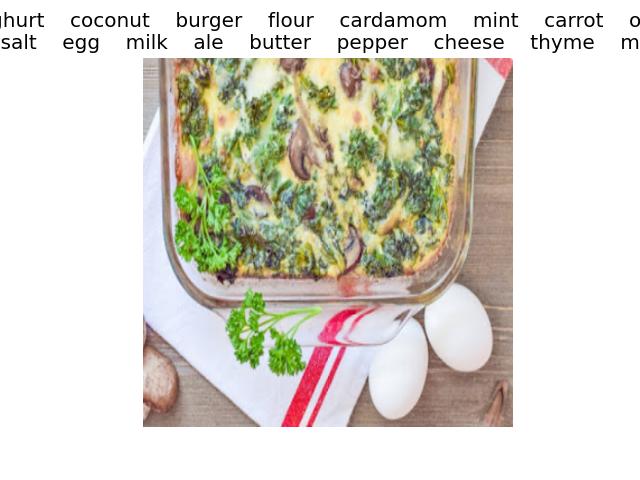 coconut burger flour cardamom mint carrot
salt egg milk ale butter pepper cheese thyme